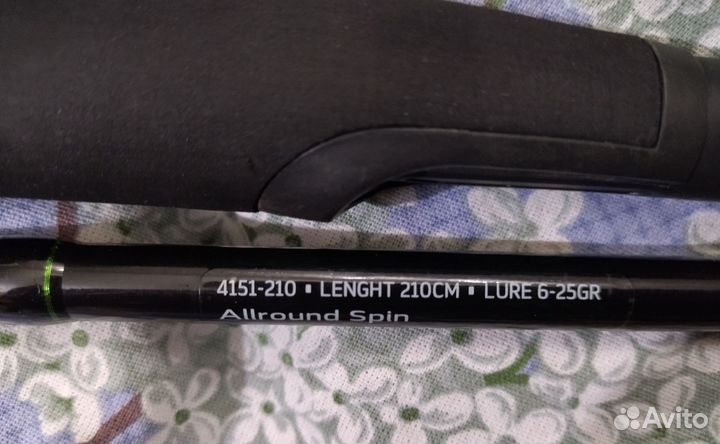 4151-210 ▪ LENGHT 210CM ▪ LURE 6-25GR
Allround Spin
Avito